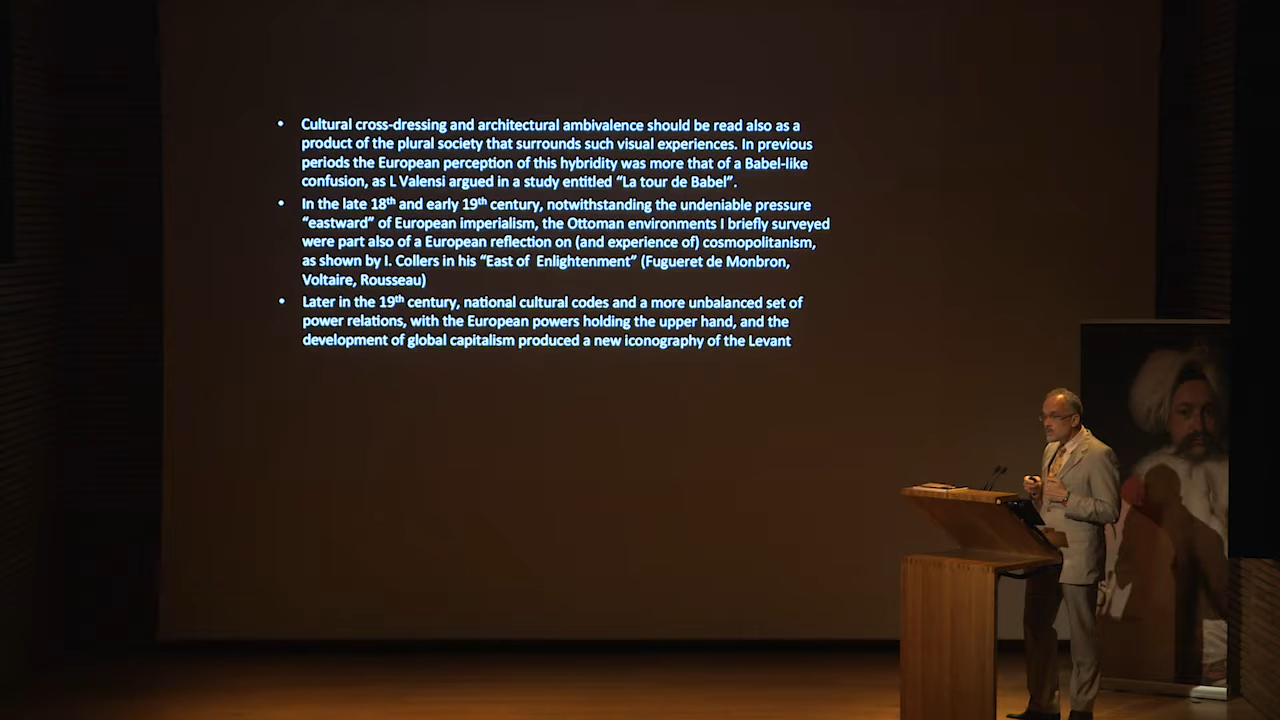 • Cultural cross-dressing and architectural ambivalence should be read also as a
product of the plural society that surrounds such visual experiences. In previous
periods the European perception of this hybridity was more that of a Babel-like
confusion, as L Valensi argued in a study entitled “La tour de Babel”.
• In the late 18th and early 19th century, notwithstanding the undeniable pressure
“eastward” of European imperialism, the Ottoman environments I briefly surveyed
were part also of a European reflection on (and experience of) cosmopolitanism,
as shown by I. Collers in his “East of Enlightenment” (Fugueret de Monbron,
Voltaire, Rousseau)
• Later in the 19th century, national cultural codes and a more unbalanced set of
power relations, with the European powers holding the upper hand, and the
development of global capitalism produced a new iconography of the Levant